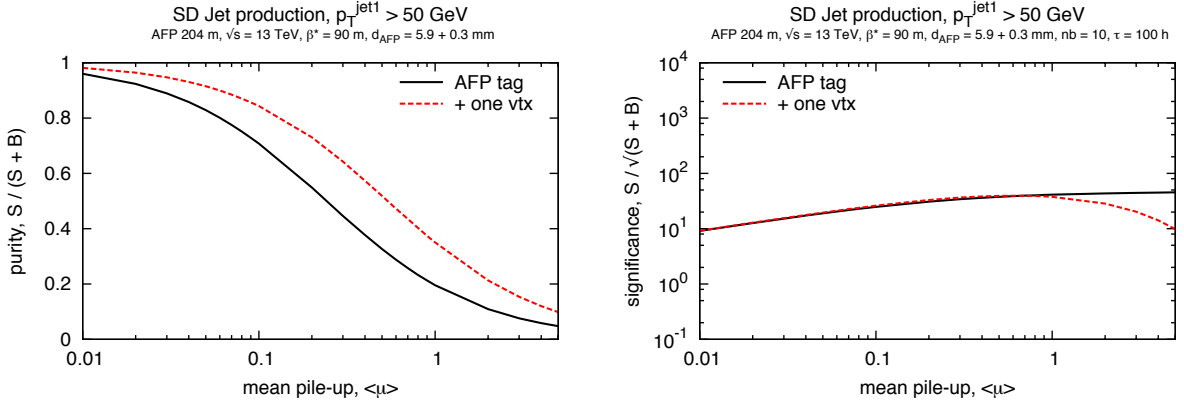 SD Jet production, p_T^jet1 > 50 GeV
AFP 204 m, √s = 13 TeV, β* = 90 m, d_AFP = 5.9 + 0.3 mm
purity, S / (S + B)
1
0.8
0.6
0.4
0.2
0
AFP tag
+ one vtx
0.01 0.1 1
mean pile-up, <μ>
SD Jet production, p_T^jet1 > 50 GeV
AFP 204 m, √s = 13 TeV, β* = 90 m, d_AFP = 5.9 + 0.3 mm, nb = 10, τ = 100 h
significance, S / √(S + B)
10^4
10^3
10^2
10^1
10^0
10^-1
AFP tag
+ one vtx
0.01 0.1 1
mean pile-up, <μ>